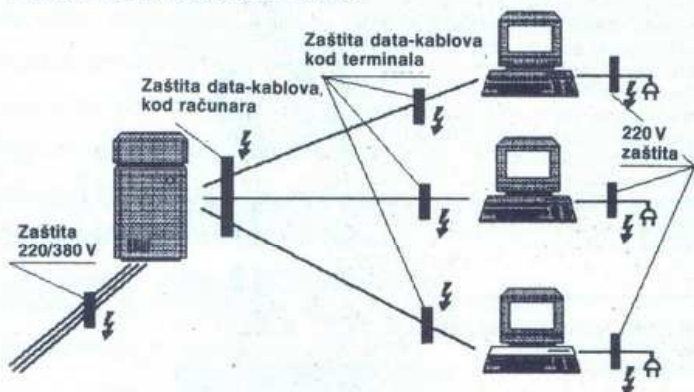 Zaštita data-kablova
kod terminala
Zaštita data-kablova,
kod računara
220 V
zaštita
Zaštita
220/380 V